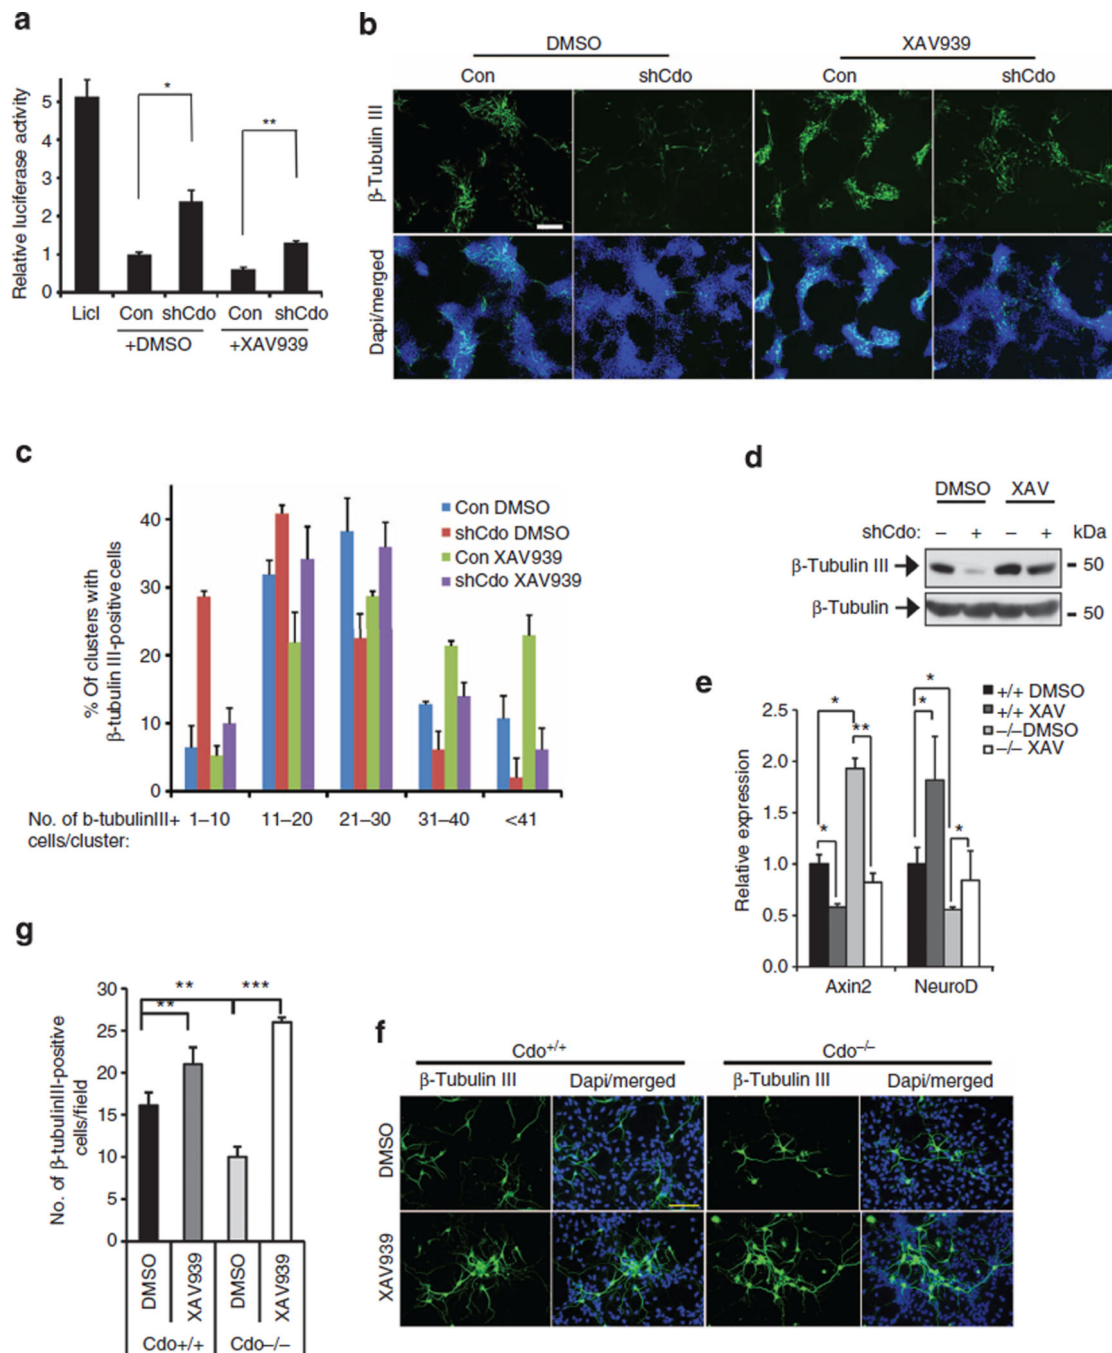 a
Relative luciferase activity
5
4
3
2
1
0
*
**
Licl
Con
shCdo
Con
shCdo
+DMSO
+XAV939
b
DMSO
XAV939
Con
shCdo
Con
shCdo
β-Tubulin III
Dapi/merged
c
% Of clusters with
β-tubulin III-positive cells
40
30
20
10
0
Con DMSO
shCdo DMSO
Con XAV939
shCdo XAV939
No. of b-tubulinIII+ 1–10 11–20 21–30 31–40 <41
cells/cluster:
d
DMSO XAV
shCdo: – + – + kDa
β-Tubulin III
50
β-Tubulin
50
e
Relative expression
2.5
2.0
1.5
1.0
0.5
0.0
*
*
**
*
*
*
+/+ DMSO
+/+ XAV
–/–DMSO
–/– XAV
Axin2
NeuroD
g
No. of β-tubulinIII-positive
cells/field
30
25
20
15
10
5
0
**
***
**
DMSO
XAV939
DMSO
XAV939
Cdo+/+
Cdo–/–
f
Cdo+/+
Cdo–/–
β-Tubulin III
Dapi/merged
β-Tubulin III
Dapi/merged
DMSO
XAV939